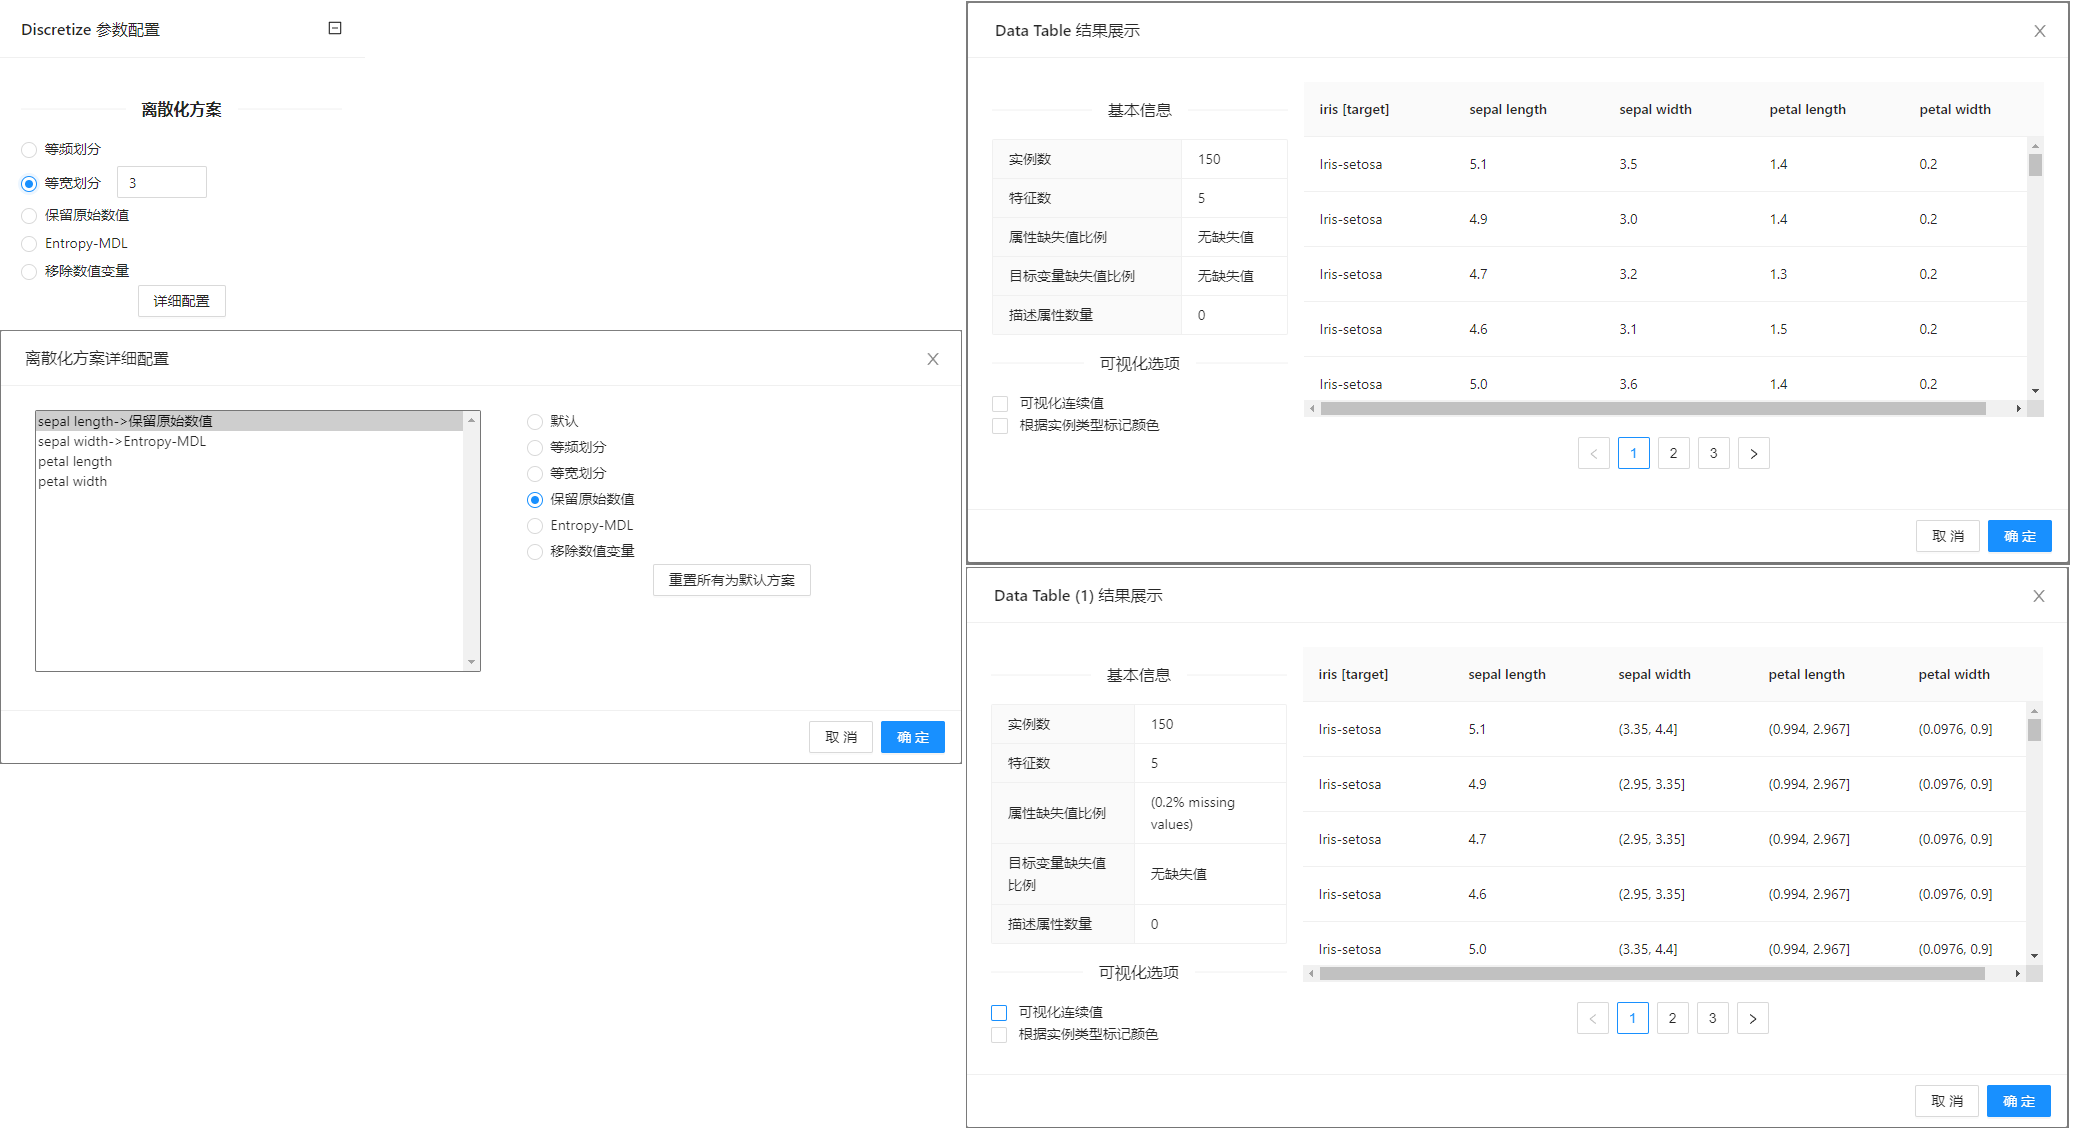 Discretize 参数配置
离散化方案
等频划分
等宽划分 3
保留原始数值
Entropy-MDL
移除数值变量
详细配置
离散化方案详细配置
sepal length->保留原始数值
sepal width->Entropy-MDL
petal length
petal width
默认
等频划分
等宽划分
保留原始数值
Entropy-MDL
移除数值变量
重置所有为默认方案
取 消 确 定
Data Table 结果展示
基本信息
实例数 150
特征数 5
属性缺失值比例 无缺失值
目标变量缺失值比例 无缺失值
描述属性数量 0
可视化选项
可视化连续值
根据实例类型标记颜色
iris [target] sepal length sepal width petal length petal width
Iris-setosa 5.1 3.5 1.4 0.2
Iris-setosa 4.9 3.0 1.4 0.2
Iris-setosa 4.7 3.2 1.3 0.2
Iris-setosa 4.6 3.1 1.5 0.2
Iris-setosa 5.0 3.6 1.4 0.2
< 1 2 3 >
取 消 确 定
Data Table (1) 结果展示
基本信息
实例数 150
特征数 5
属性缺失值比例 (0.2% missing
values)
目标变量缺失值
比例 无缺失值
描述属性数量 0
可视化选项
可视化连续值
根据实例类型标记颜色
iris [target] sepal length sepal width petal length petal width
Iris-setosa 5.1 (3.35, 4.4] (0.994, 2.967] (0.0976, 0.9]
Iris-setosa 4.9 (2.95, 3.35] (0.994, 2.967] (0.0976, 0.9]
Iris-setosa 4.7 (2.95, 3.35] (0.994, 2.967] (0.0976, 0.9]
Iris-setosa 4.6 (2.95, 3.35] (0.994, 2.967] (0.0976, 0.9]
Iris-setosa 5.0 (3.35, 4.4] (0.994, 2.967] (0.0976, 0.9]
< 1 2 3 >
取 消 确 定